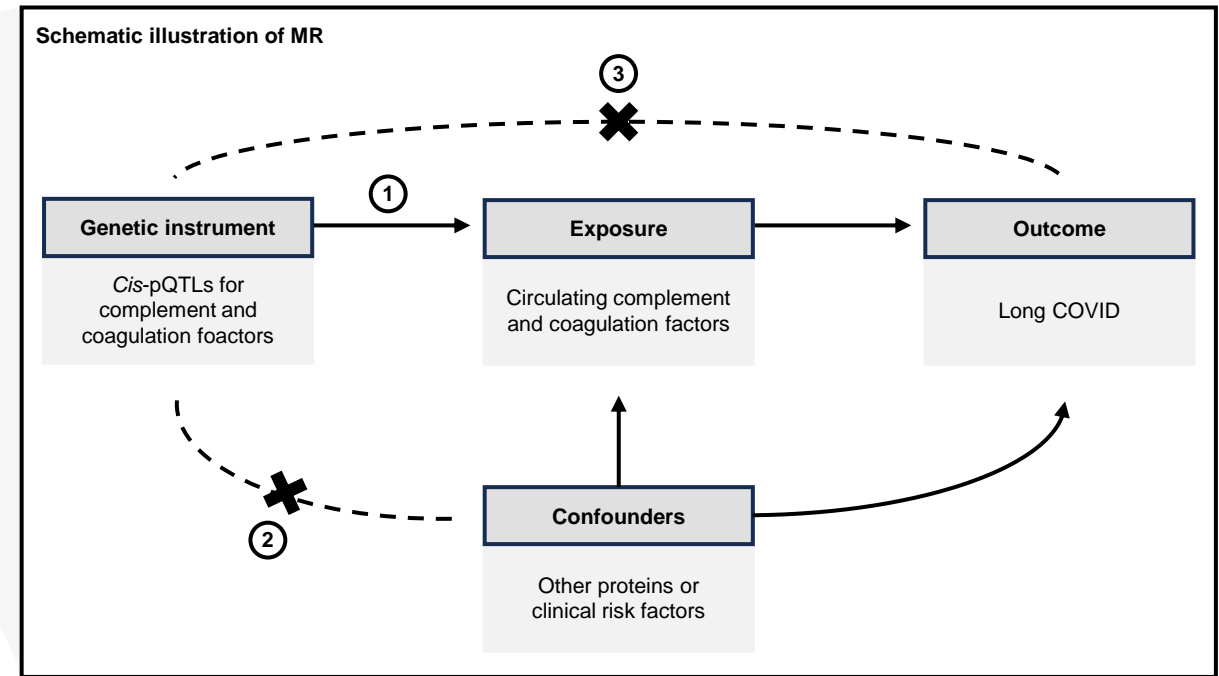 Schematic illustration of MR
3
1
Genetic instrument
Exposure
Outcome
Cis-pQTLs for
complement and
coagulation foactors
Circulating complement
and coagulation factors
Long COVID
2
Confounders
Other proteins or
clinical risk factors